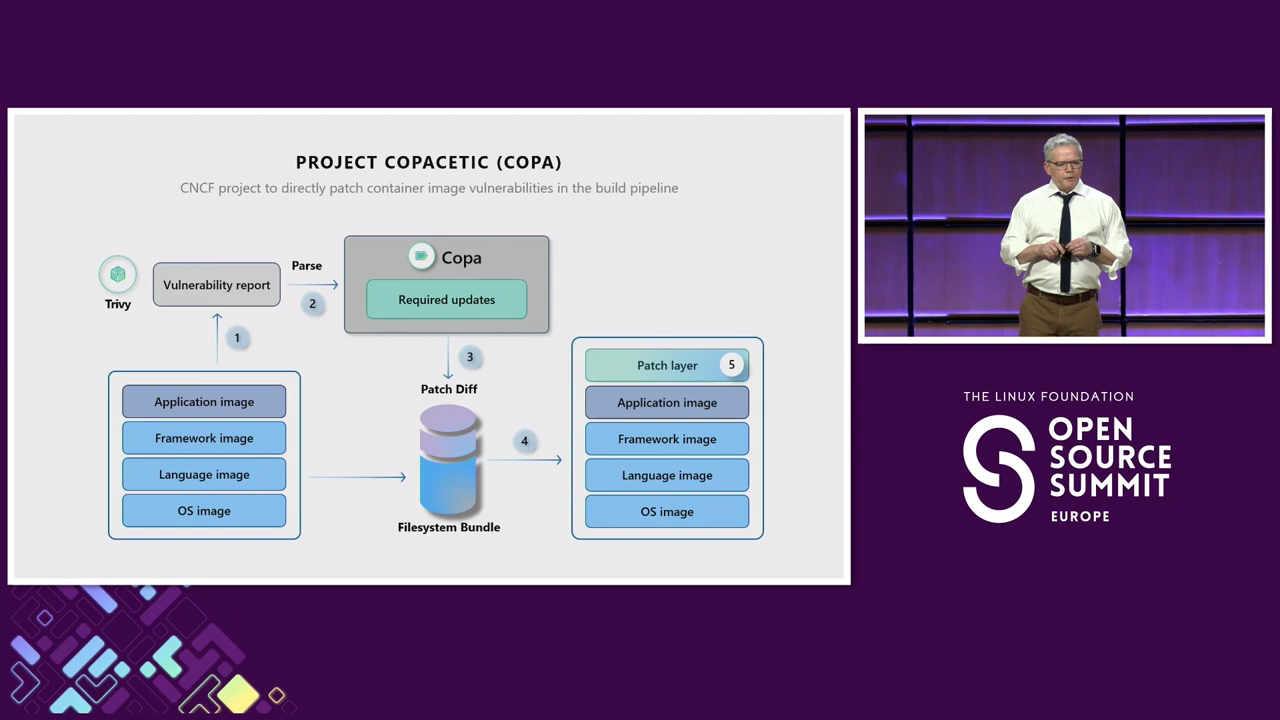 PROJECT COPACETIC (COPA)
CNCF project to directly patch container image vulnerabilities in the build pipeline
Trivy
Vulnerability report
Parse
2
Copa
Required updates
1
3
Patch Diff
Application image
Framework image
Language image
OS image
Filesystem Bundle
4
Patch layer
5
Application image
Framework image
Language image
OS image
THE LINUX FOUNDATION
OPEN
SOURCE
SUMMIT
EUROPE